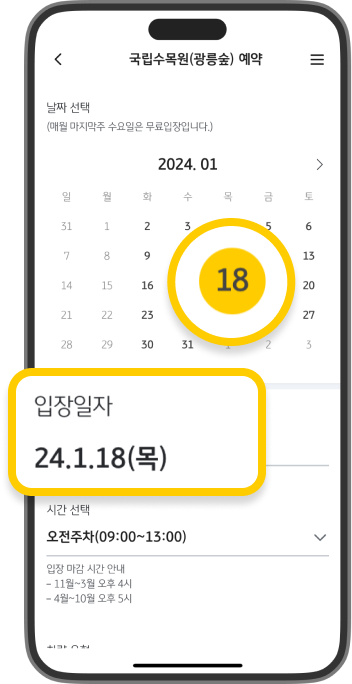 국립수목원(광릉숲) 예약
날짜 선택
(매월 마지막주 수요일은 무료입장입니다.)
2024. 01
일 월 화 수 목 금 토
31 1 2 3 5 6
7 8 9 13
14 15 16 18 20
21 22 23 27
28 29 30 31 1 2 3
입장일자
24.1.18(목)
시간 선택
오전주차(09:00~13:00)
입장 마감 시간 안내
- 11월~3월 오후 4시
- 4월~10월 오후 5시